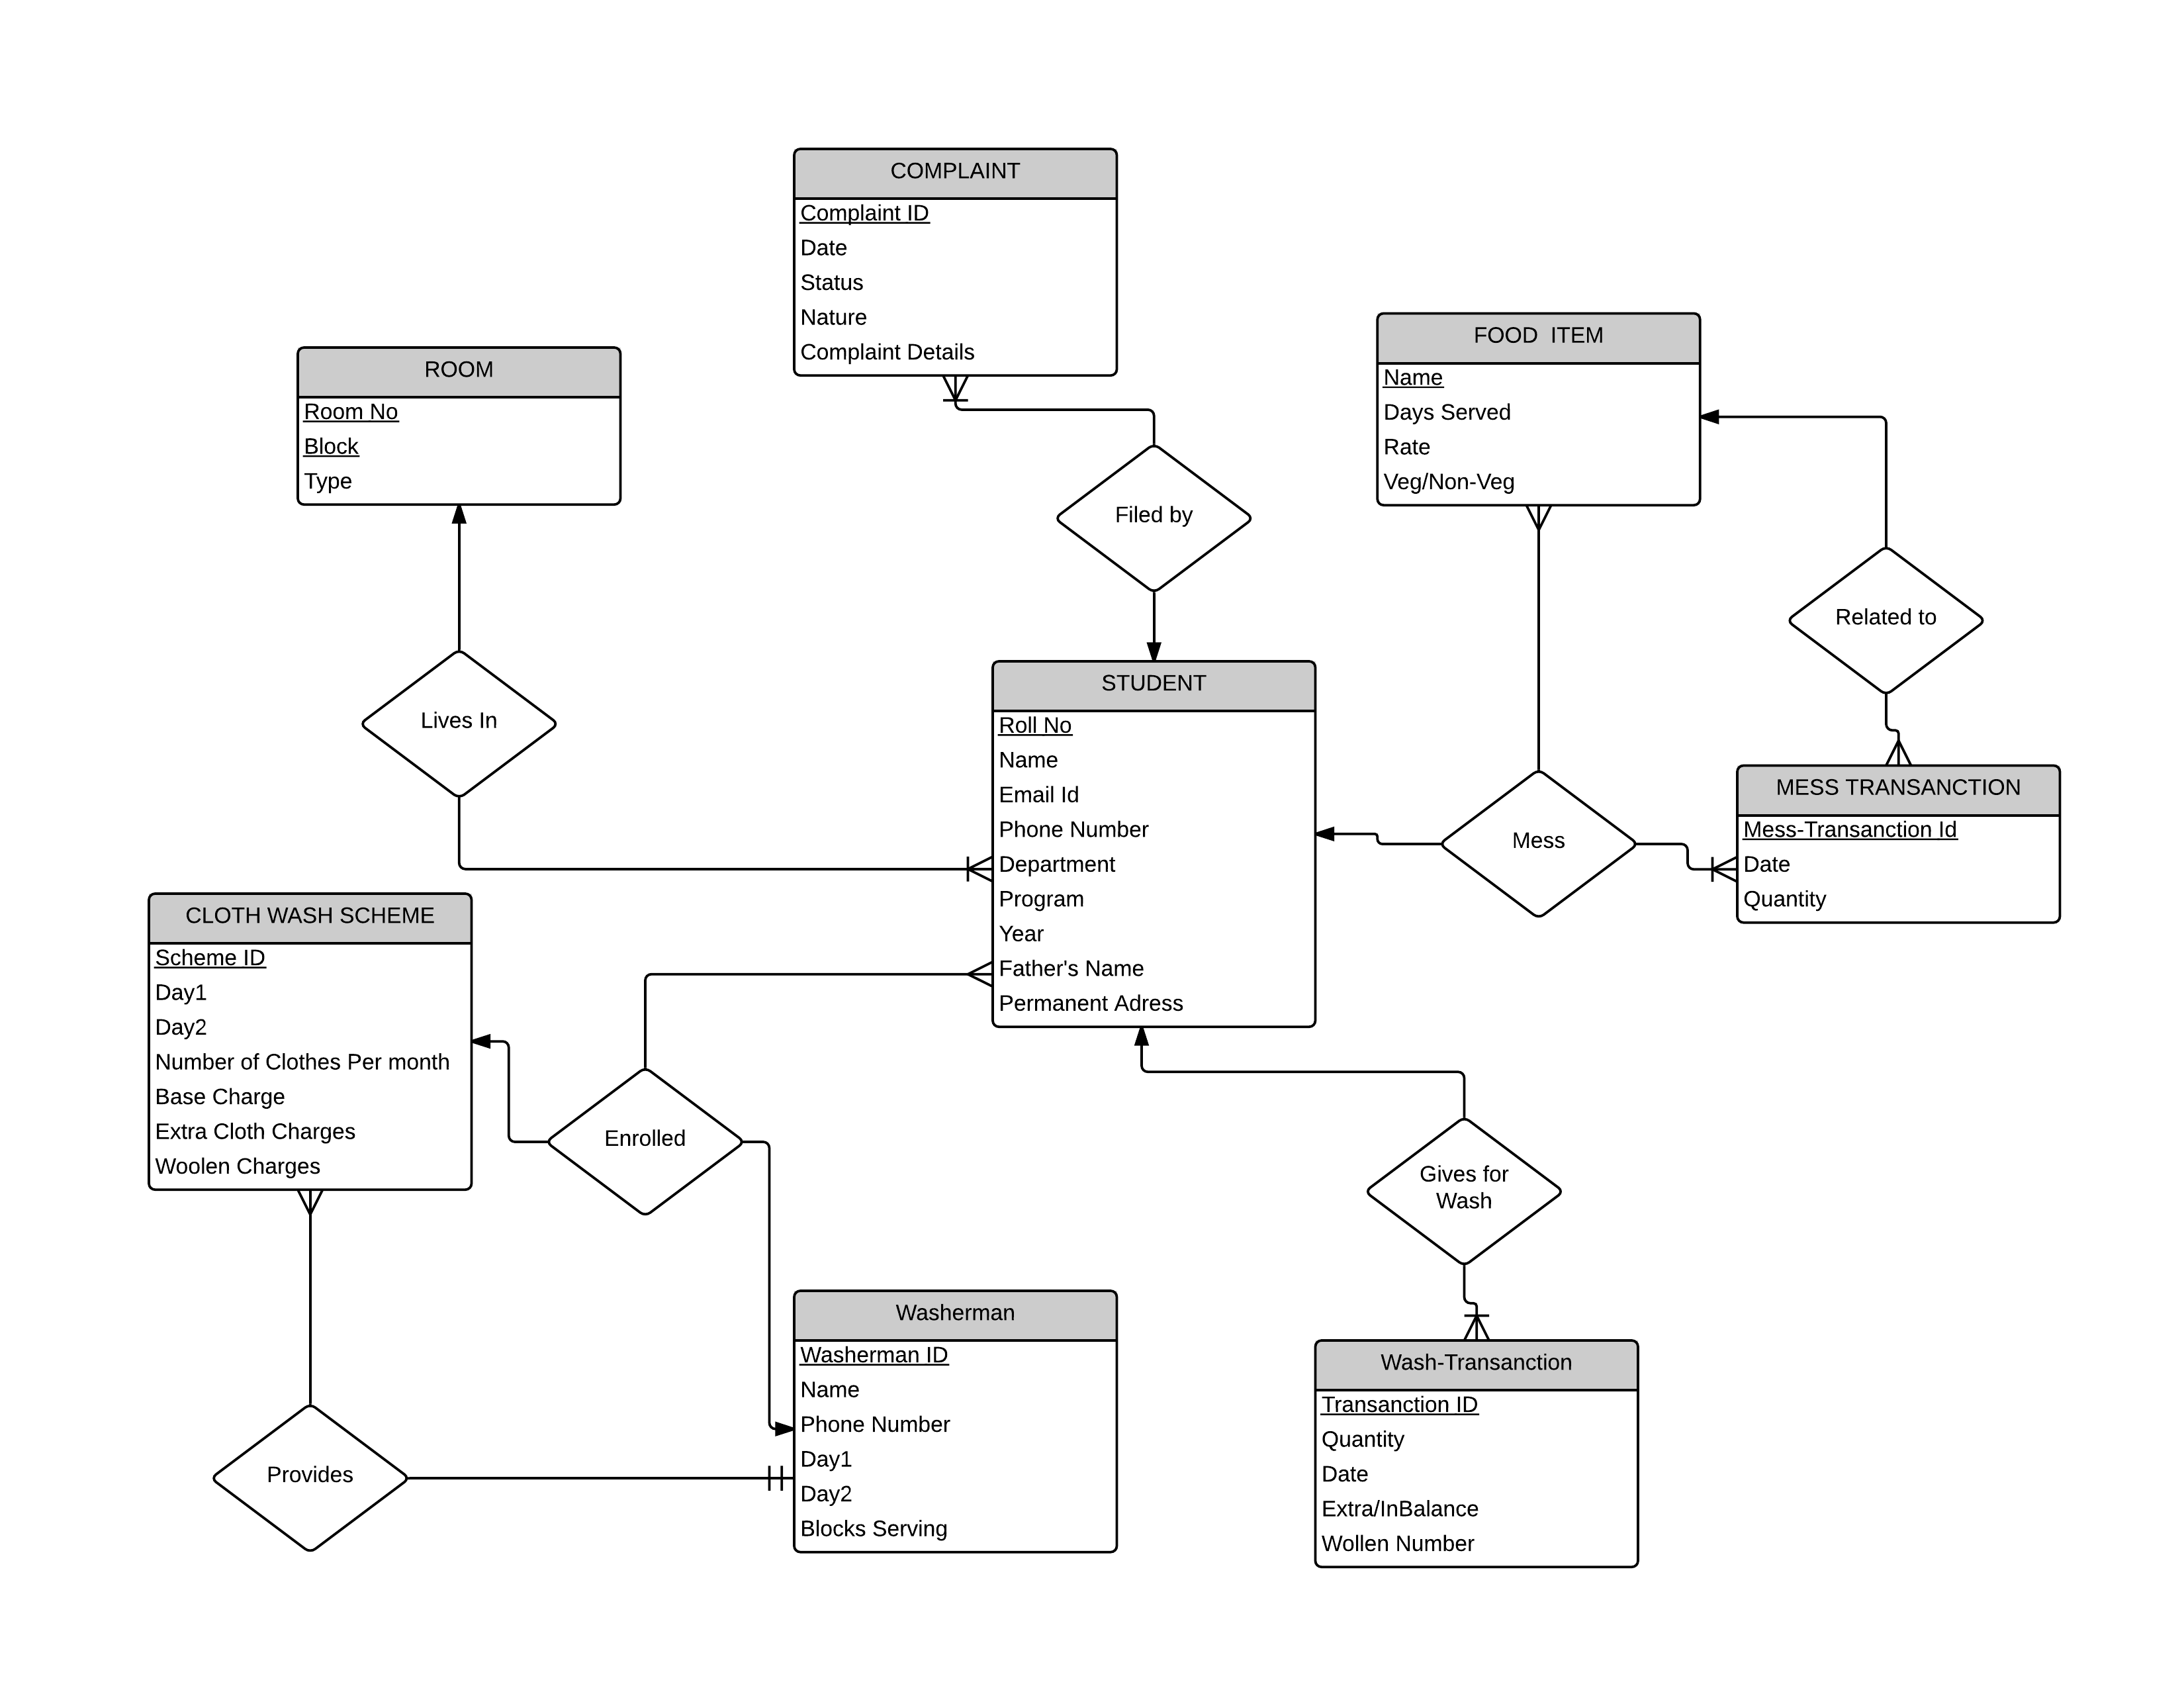 COMPLAINT
Complaint ID
Date
Status
Nature
Complaint Details
FOOD  ITEM
Name
Days Served
Rate
Veg/Non-Veg
ROOM
Room No
Block
Type
Filed by
Related to
Lives In
STUDENT
Roll No
Name
Email Id
Phone Number
Department
Program
Year
Father's Name
Permanent Adress
Mess
MESS TRANSANCTION
Mess-Transanction Id
Date
Quantity
CLOTH WASH SCHEME
Scheme ID
Day1
Day2
Number of Clothes Per month
Base Charge
Extra Cloth Charges
Woolen Charges
Enrolled
Gives for
Wash
Washerman
Washerman ID
Name
Phone Number
Day1
Day2
Blocks Serving
Provides
Wash-Transanction
Transanction ID
Quantity
Date
Extra/InBalance
Wollen Number